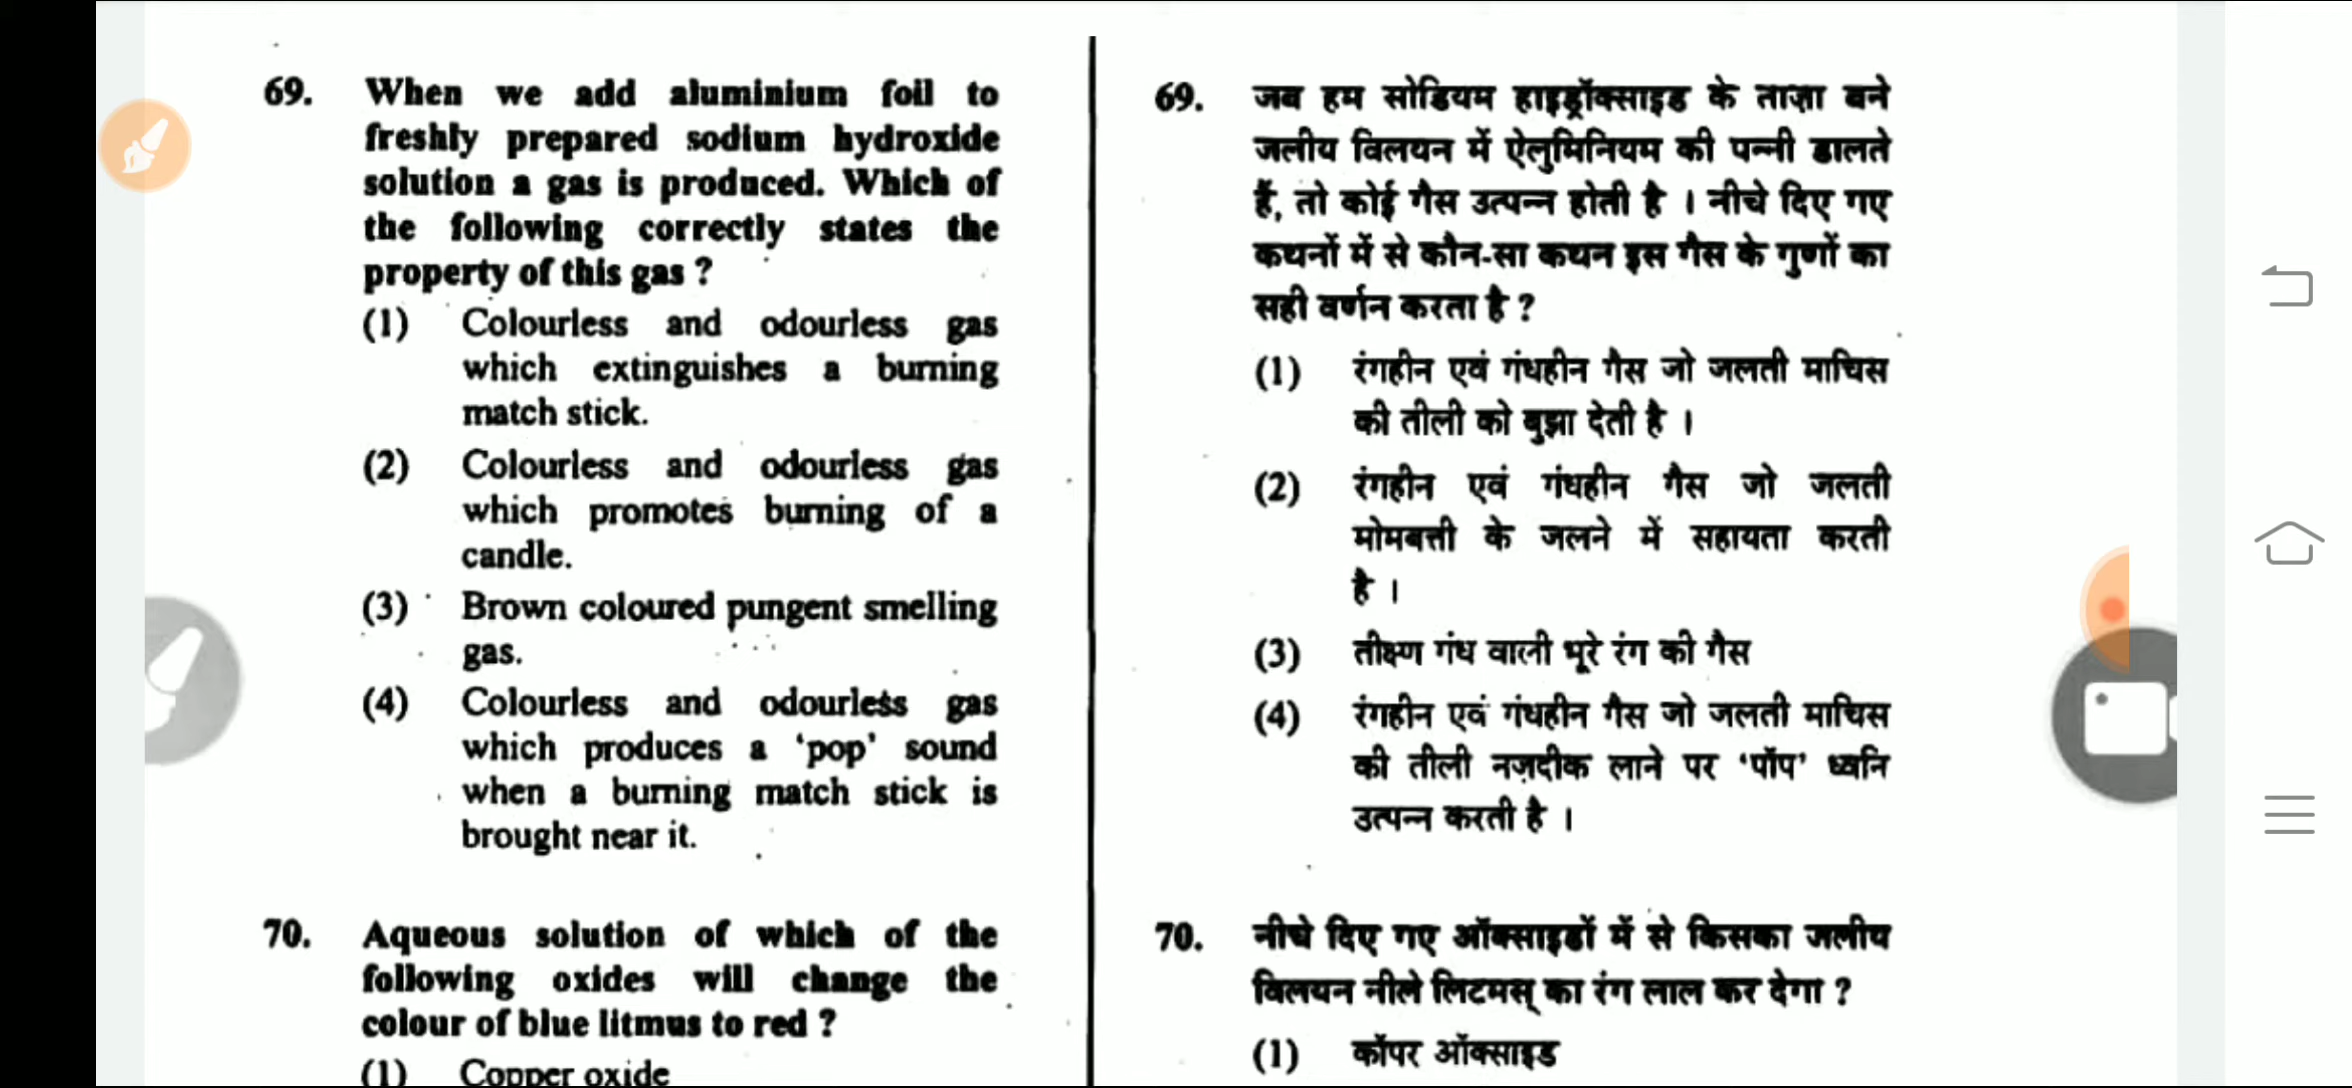 69. When we add aluminium foil to
freshly prepared sodium hydroxide
solution a gas is produced. Which of
the following correctly states the
property of this gas ?
(1) Colourless and odourless gas
which extinguishes a burning
match stick.
(2) Colourless and odourless gas
which promotes burning of a
candle.
(3) Brown coloured pungent smelling
gas.
(4) Colourless and odourless gas
which produces a ‘pop’ sound
when a burning match stick is
brought near it.
70. Aqueous solution of which of the
following oxides will change the
colour of blue litmus to red ?
(1) Copper oxide
69. जब हम सोडियम हाइड्रॉक्साइड के ताज़ा बने
जलीय विलयन में ऐलुमिनियम की पन्नी डालते
हैं, तो कोई गैस उत्पन्न होती है । नीचे दिए गए
कथनों में से कौन-सा कथन इस गैस के गुणों का
सही वर्णन करता है ?
(1) रंगहीन एवं गंधहीन गैस जो जलती माचिस
की तीली को बुझा देती है ।
(2) रंगहीन एवं गंधहीन गैस जो जलती
मोमबत्ती के जलने में सहायता करती
है ।
(3) तीक्ष्ण गंध वाली भूरे रंग की गैस
(4) रंगहीन एवं गंधहीन गैस जो जलती माचिस
की तीली नज़दीक लाने पर ‘पॉप’ ध्वनि
उत्पन्न करती है ।
70. नीचे दिए गए ऑक्साइडों में से किसका जलीय
विलयन नीले लिटमस् का रंग लाल कर देगा ?
(1) कॉपर ऑक्साइड